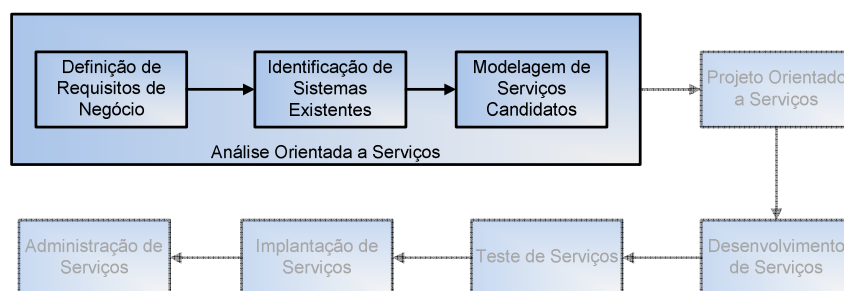 Definição de
Requisitos de
Negócio
Identificação de
Sistemas
Existentes
Modelagem de
Serviços
Candidatos
Análise Orientada a Serviços
Projeto Orientado
a Serviços
Administração de
Serviços
Implantação de
Serviços
Teste de Serviços
Desenvolvimento
de Serviços